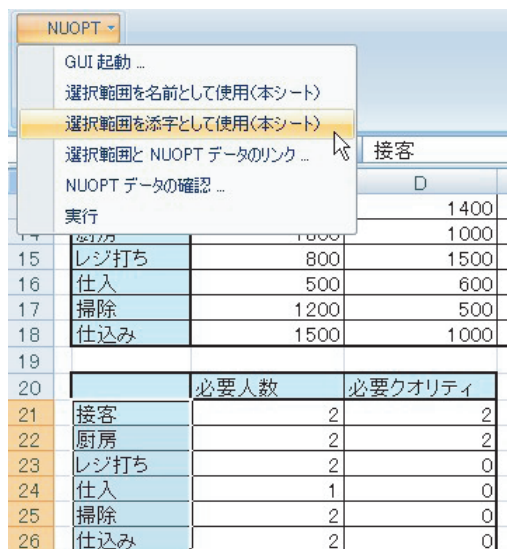 NUOPT
GUI 起動 ...
選択範囲を名前として使用(本シート)
選択範囲を添字として使用(本シート)
選択範囲と NUOPT データのリンク ...
NUOPT データの確認 ...
実行
接客
D
1400
14 厨房 1000
15 レジ打ち 800 1500
16 仕入 500 600
17 掃除 1200 500
18 仕込み 1500 1000
19
20 必要人数 必要クオリティ
21 接客 2 2
22 厨房 2 2
23 レジ打ち 2 0
24 仕入 1 0
25 掃除 2 0
26 仕込み 2 0